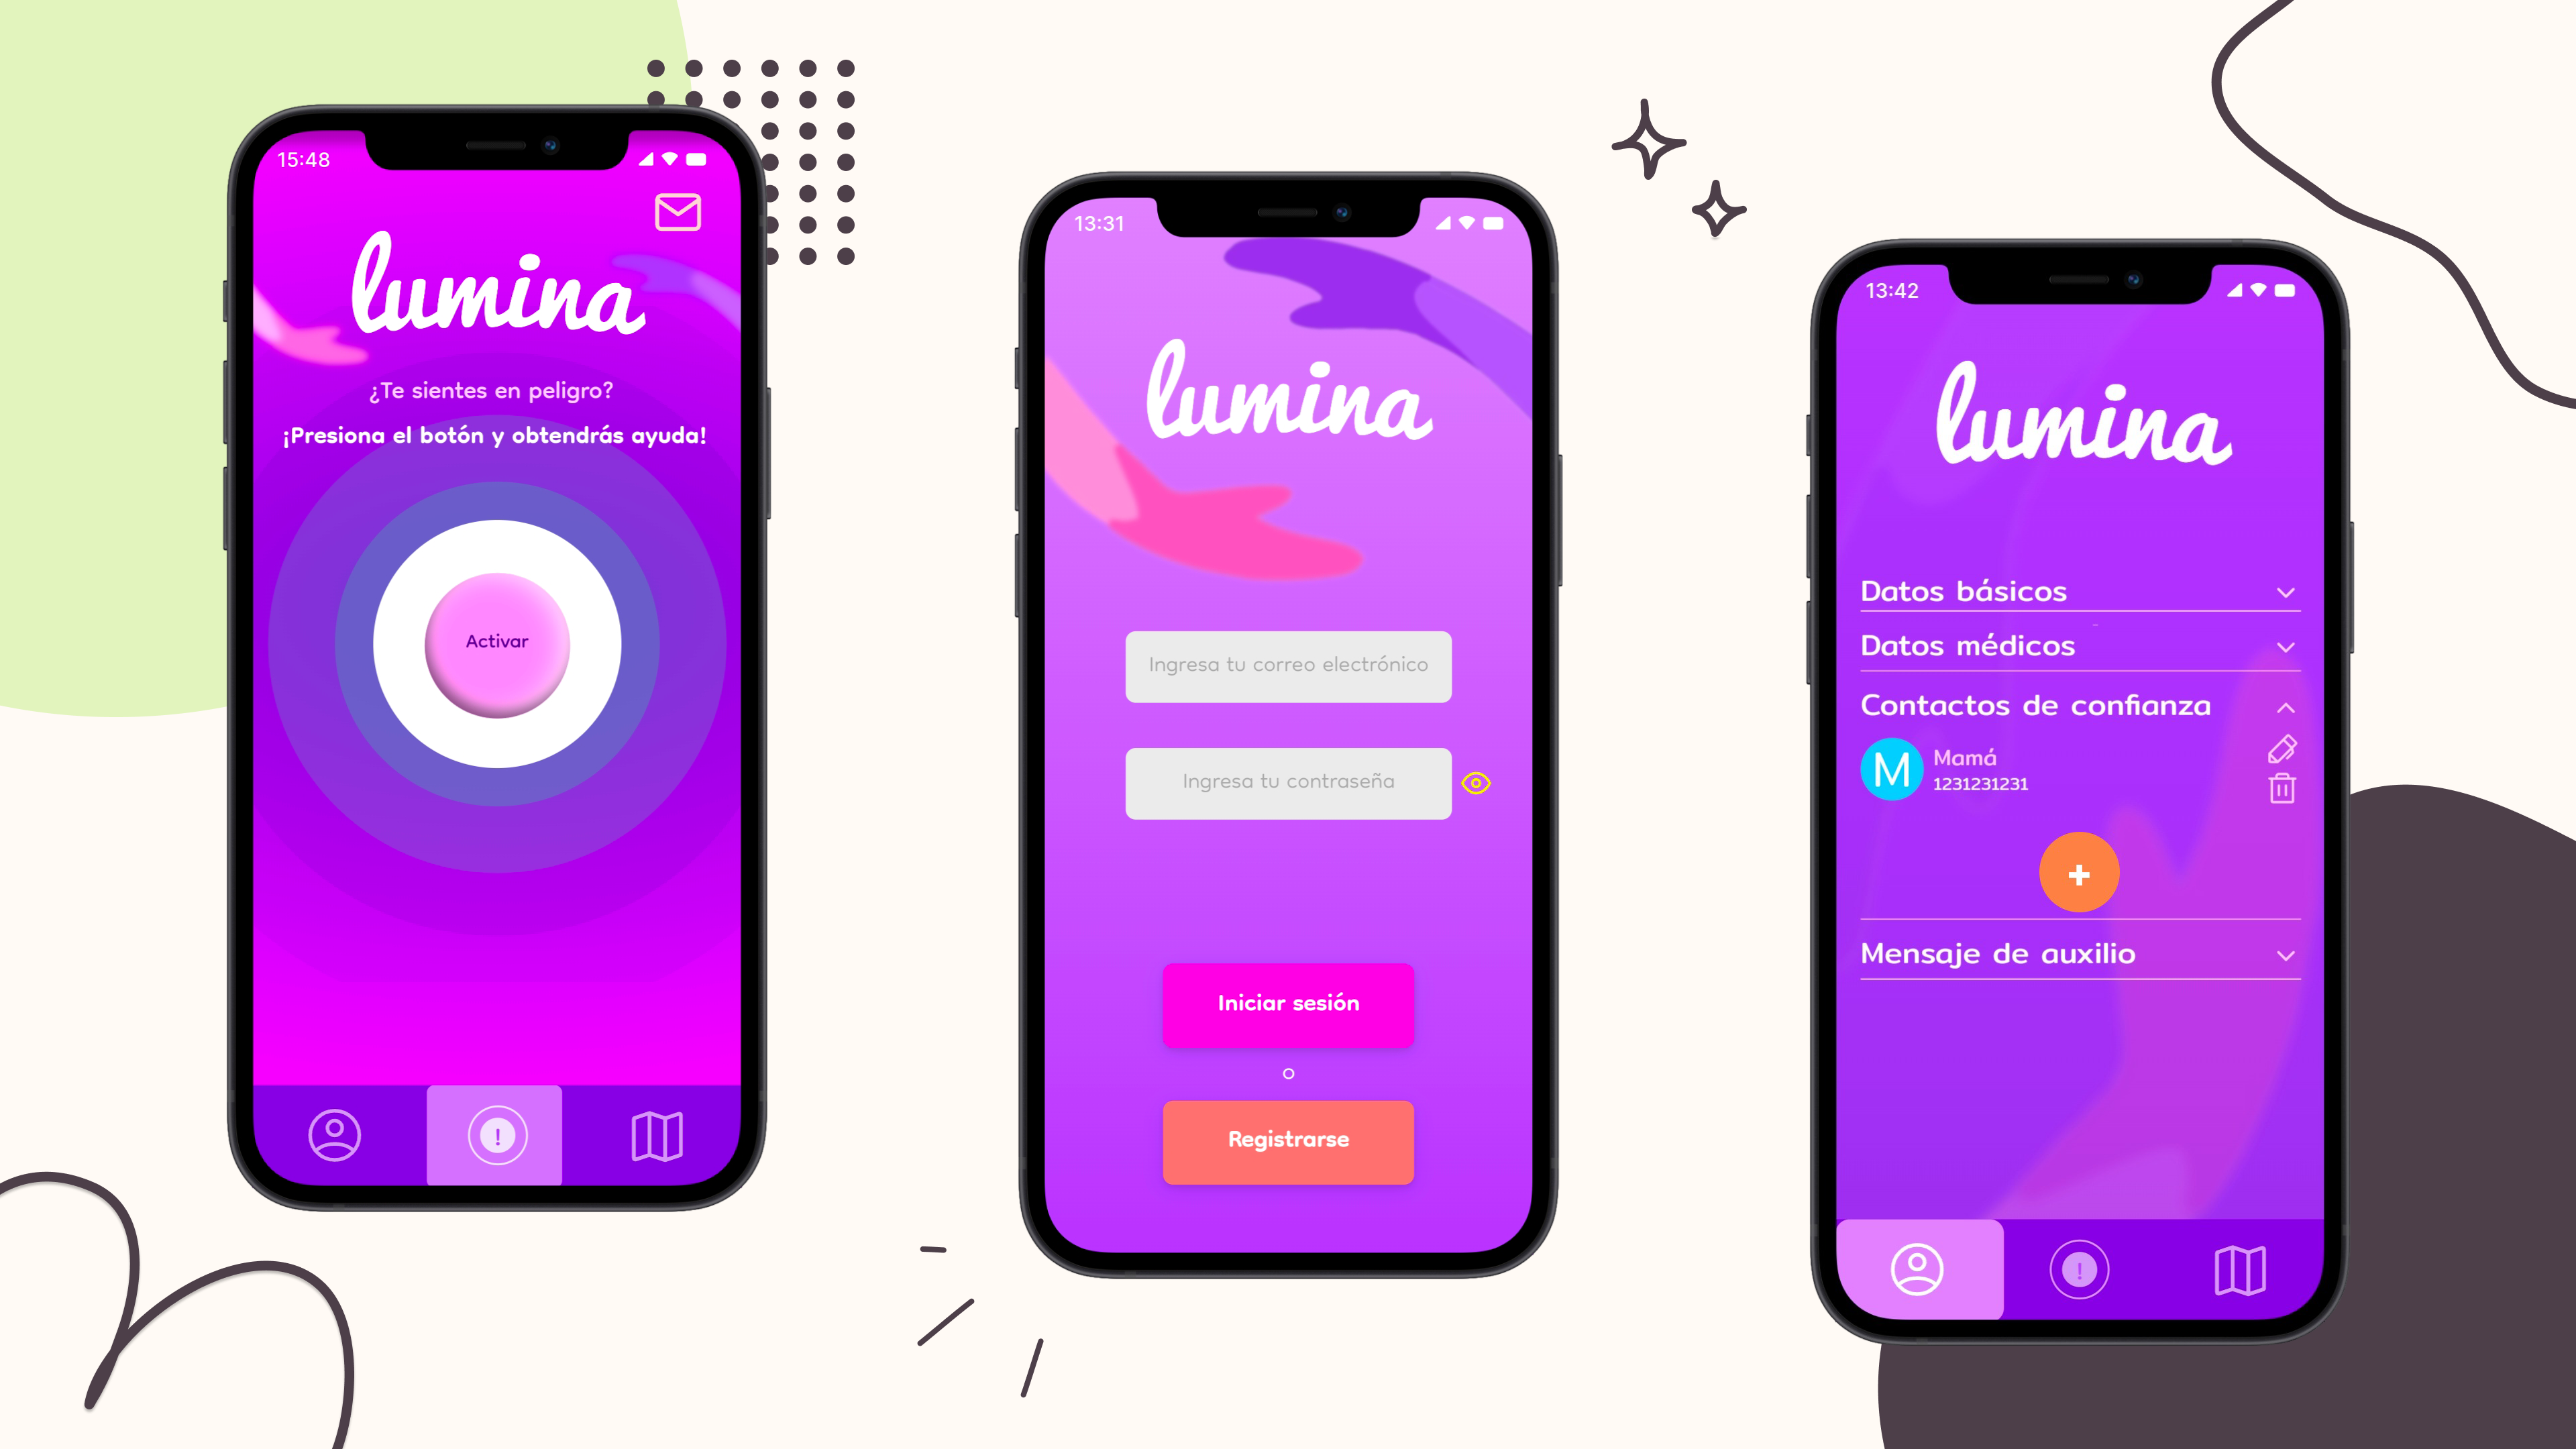 15:48
lumina
¿Te sientes en peligro?
¡Presiona el botón y obtendrás ayuda!
Activar
!
13:31
lumina
Ingresa tu correo electrónico
Ingresa tu contraseña
Iniciar sesión
o
Registrarse
13:42
lumina
Datos básicos
Datos médicos
Contactos de confianza
M
Mamá
1231231231
+
Mensaje de auxilio
!